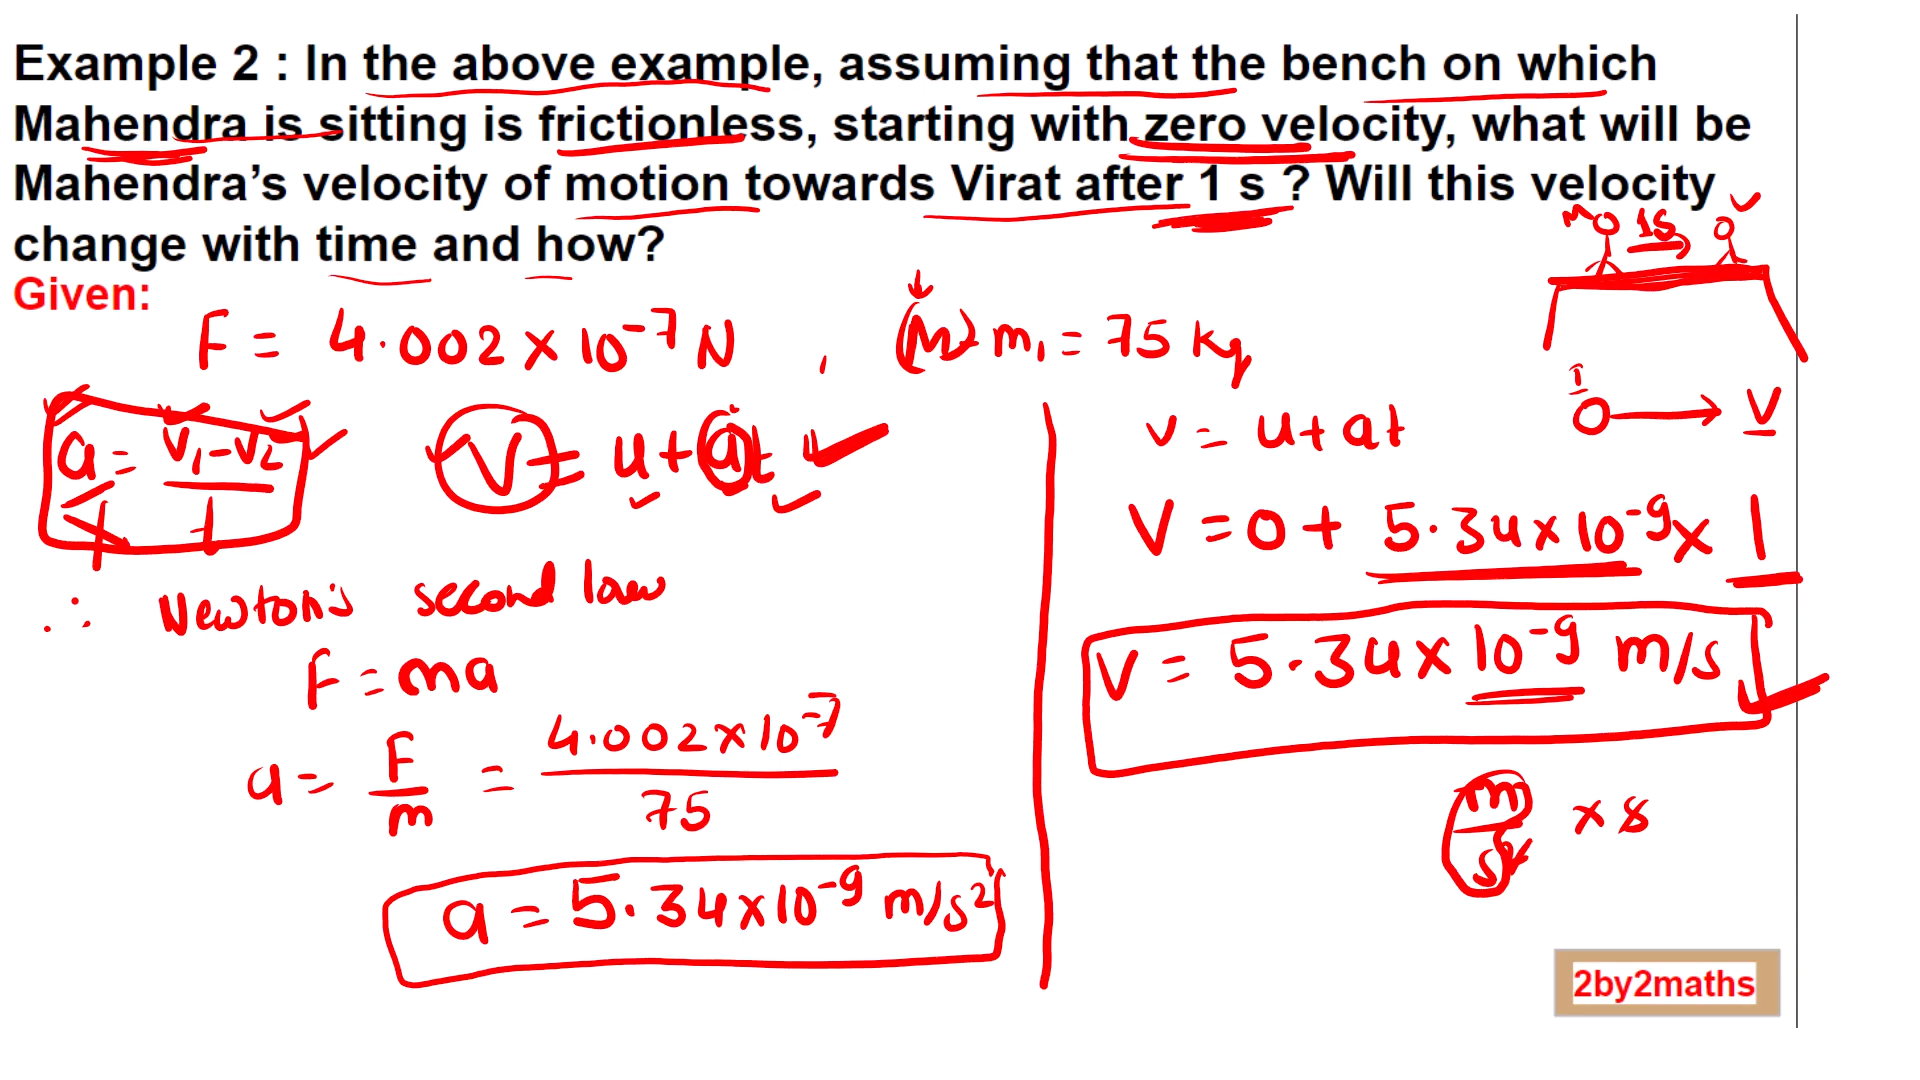 Example 2 : In the above example, assuming that the bench on which
Mahendra is sitting is frictionless, starting with zero velocity, what will be
Mahendra’s velocity of motion towards Virat after 1 s ? Will this velocity
change with time and how?
Given:
M 1s V
F = 4.002 × 10⁻⁷ N , (M) m₁ = 75 kg
a = V₁-V₂ / t
V = u + at
∴ Newton's second law
F = ma
a = F/m = 4.002×10⁻⁷ / 75
a = 5.34×10⁻⁹ m/s²
I
0 → V
v = u + at
V = 0 + 5.34×10⁻⁹ × 1
V = 5.34×10⁻⁹ m/s
m/s² × s
2by2maths